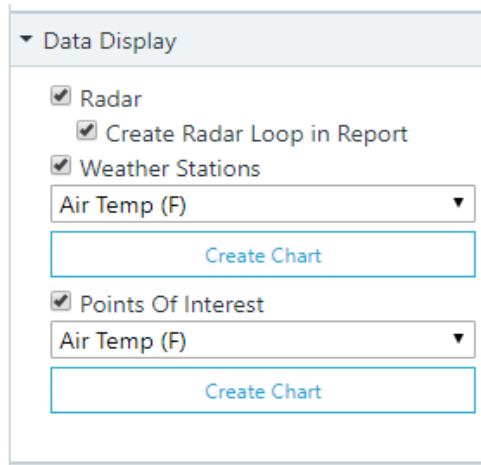 Data Display
Radar
Create Radar Loop in Report
Weather Stations
Air Temp (F)
Create Chart
Points Of Interest
Air Temp (F)
Create Chart